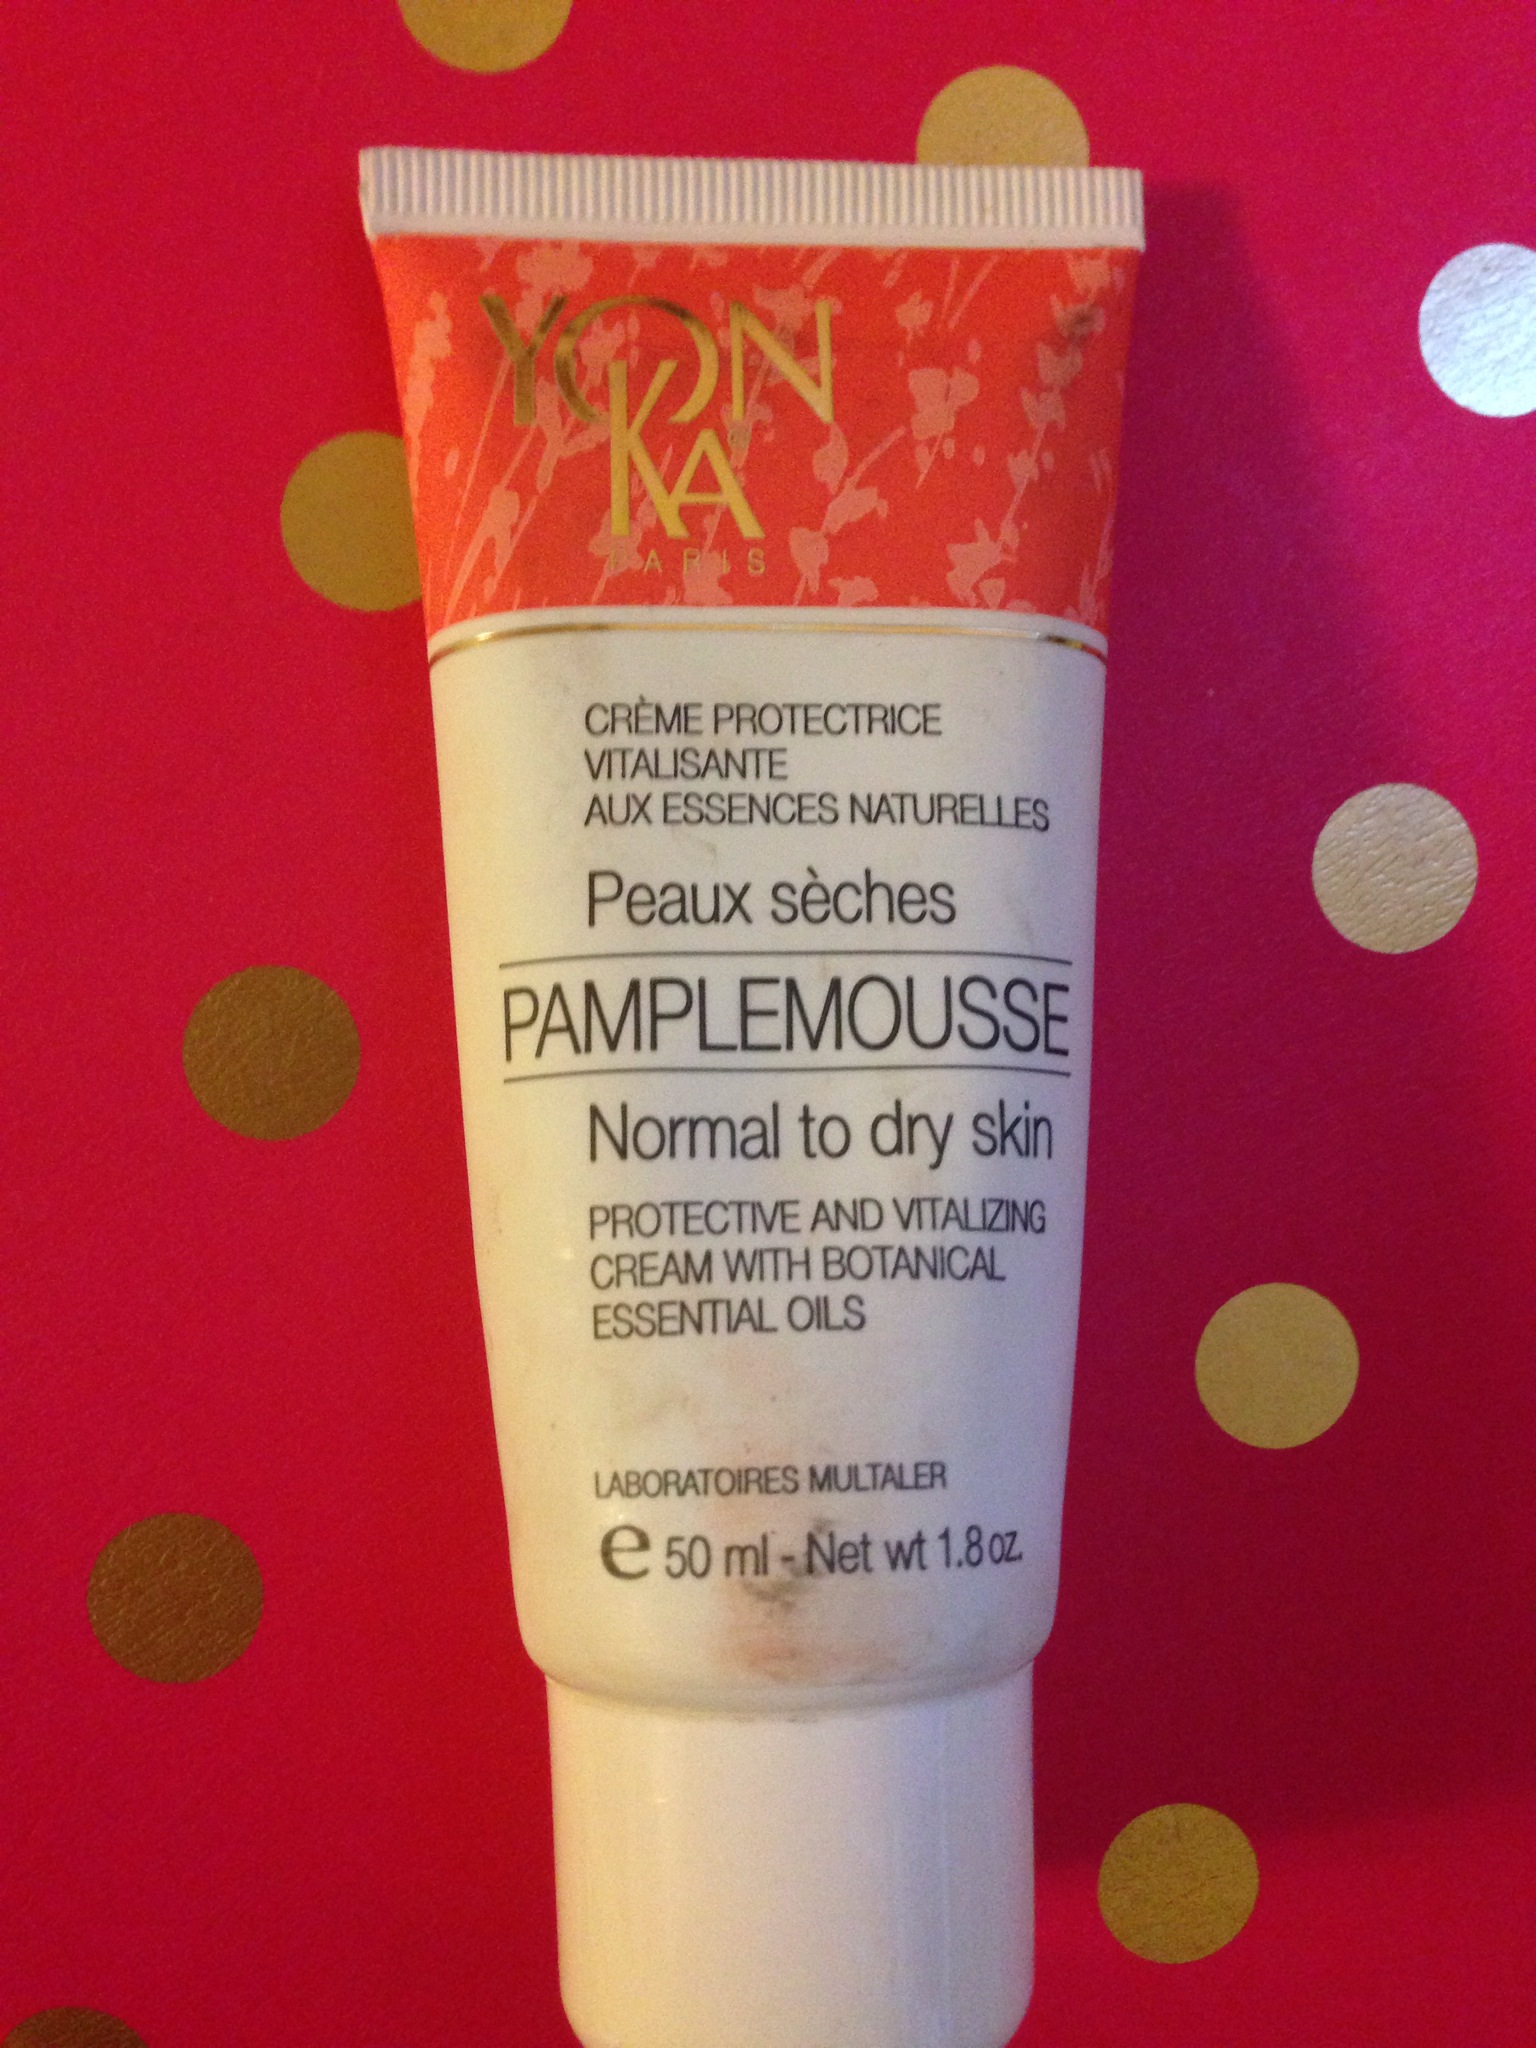 YON
KA
PARIS
CRÈME PROTECTRICE
VITALISANTE
AUX ESSENCES NATURELLES
Peaux sèches
PAMPLEMOUSSE
Normal to dry skin
PROTECTIVE AND VITALIZING
CREAM WITH BOTANICAL
ESSENTIAL OILS
LABORATOIRES MULTALER
℮ 50 ml - Net wt 1.8 oz.